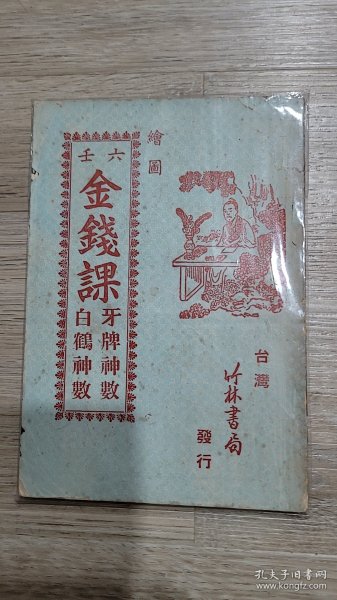 繪圖
六壬
金錢課
牙牌神數
白鶴神數
台灣
竹林書局
發行
孔夫子旧书网